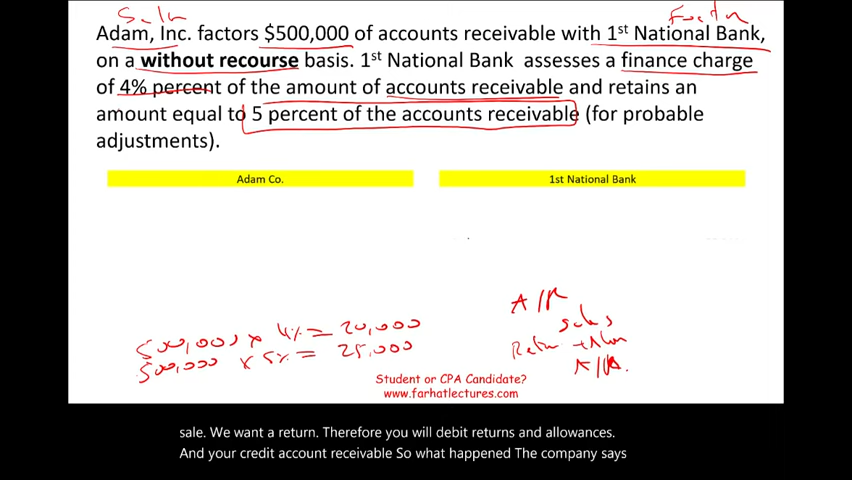 Adam, Inc. factors $500,000 of accounts receivable with 1st National Bank,
on a without recourse basis. 1st National Bank assesses a finance charge
of 4% percent of the amount of accounts receivable and retains an
amount equal to 5 percent of the accounts receivable (for probable
adjustments).
Adam Co.
1st National Bank
500,000 x 4% = 20,000
500,000 x 5% = 25,000
A/R
Sales
A/R.
Student or CPA Candidate?
www.farhatlectures.com
sale. We want a return. Therefore you will debit returns and allowances.
And your credit account receivable So what happened The company says